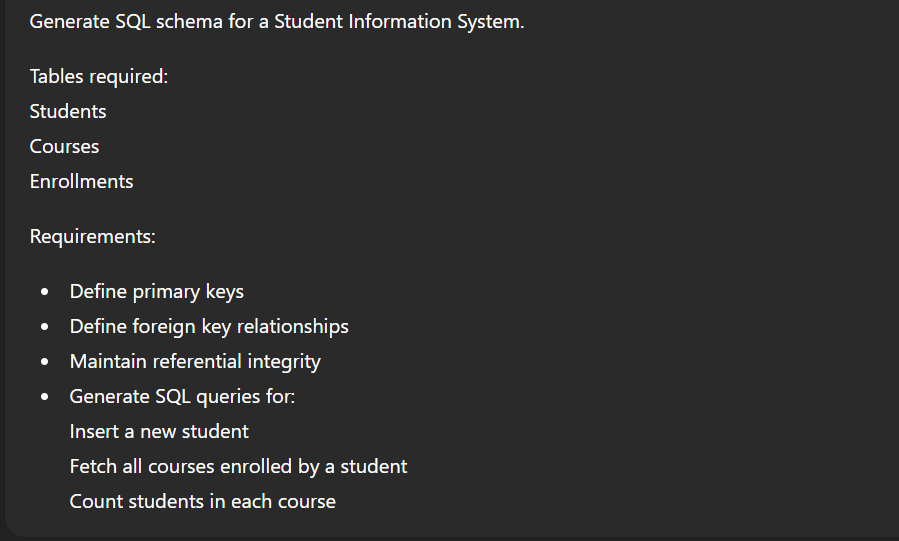 Generate SQL schema for a Student Information System.
Tables required:
Students
Courses
Enrollments
Requirements:
• Define primary keys
• Define foreign key relationships
• Maintain referential integrity
• Generate SQL queries for:
Insert a new student
Fetch all courses enrolled by a student
Count students in each course